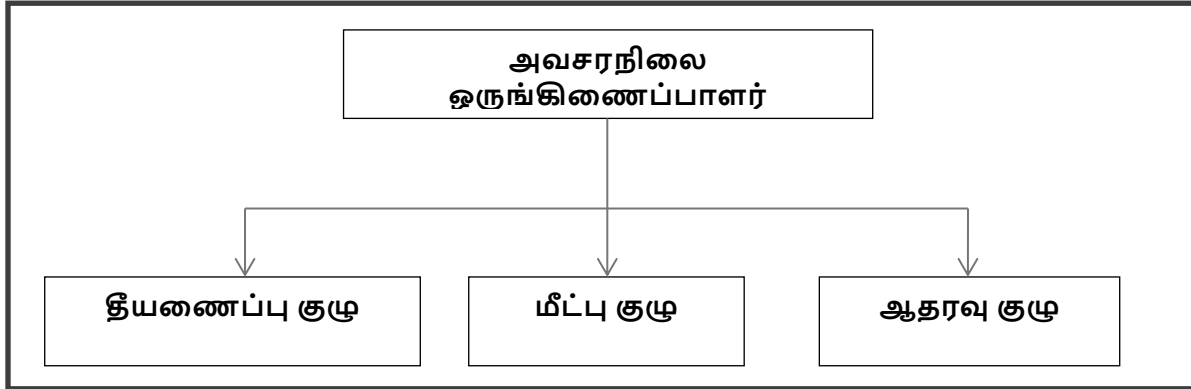 அவசரநிலை
ஒருங்கிணைப்பாளர்
தீயணைப்பு குழு
மீட்பு குழு
ஆதரவு குழு